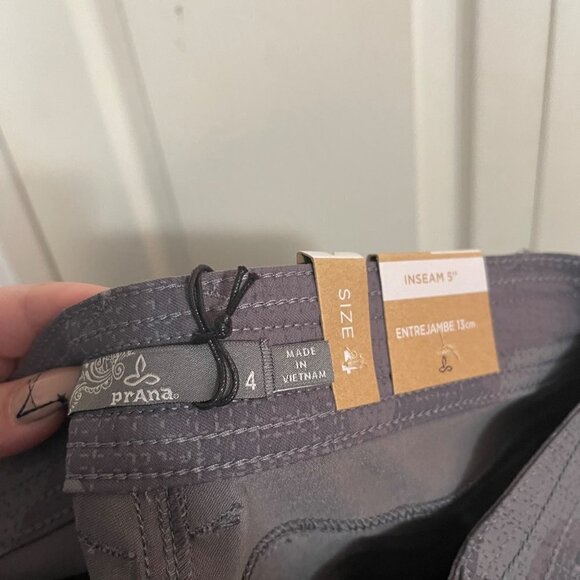 prAna
4
MADE IN
VIETNAM
SIZE 4
INSEAM 5"
ENTREJAMBE 13cm